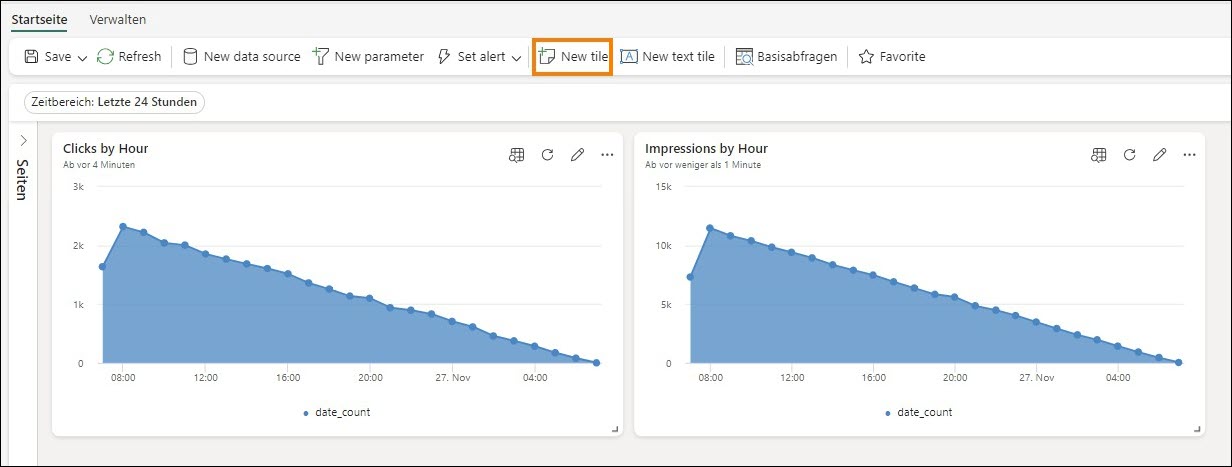 Startseite Verwalten
Save Refresh New data source New parameter Set alert New tile New text tile Basisabfragen Favorite
Zeitbereich: Letzte 24 Stunden
Seiten
Clicks by Hour
Ab vor 4 Minuten
3k
2k
1k
0
08:00 12:00 16:00 20:00 27. Nov 04:00
date_count
Impressions by Hour
Ab vor weniger als 1 Minute
15k
10k
5k
0
08:00 12:00 16:00 20:00 27. Nov 04:00
date_count